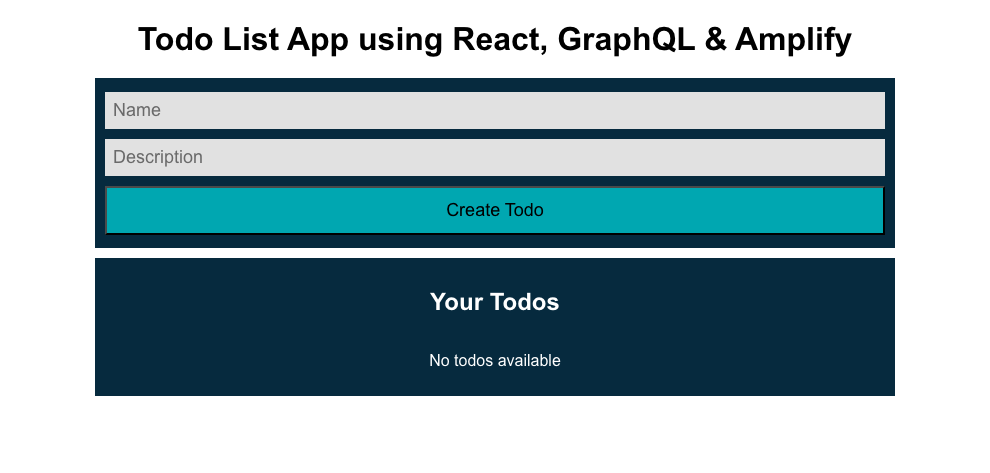 Todo List App using React, GraphQL & Amplify
Name
Description
Create Todo
Your Todos
No todos available